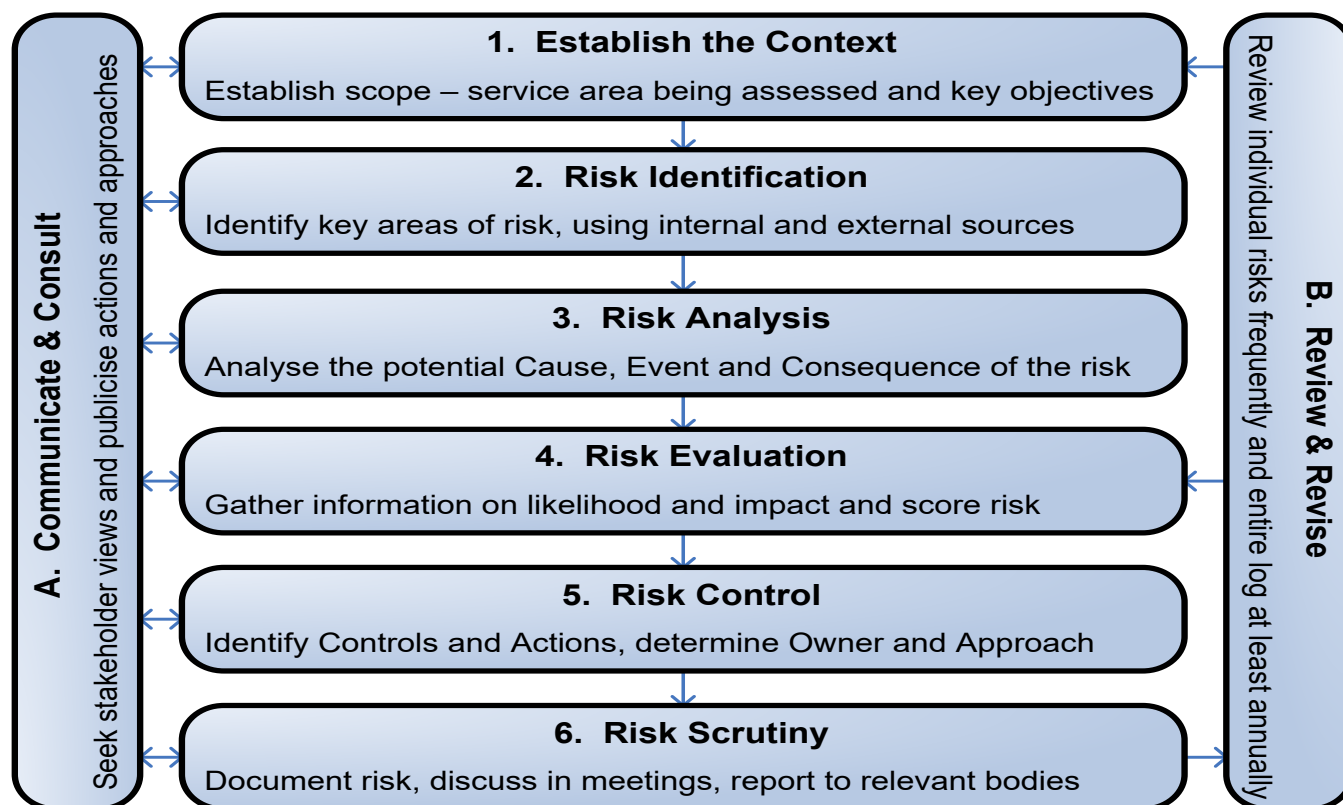 A. Communicate & Consult
Seek stakeholder views and publicise actions and approaches
1. Establish the Context
Establish scope – service area being assessed and key objectives
2. Risk Identification
Identify key areas of risk, using internal and external sources
3. Risk Analysis
Analyse the potential Cause, Event and Consequence of the risk
4. Risk Evaluation
Gather information on likelihood and impact and score risk
5. Risk Control
Identify Controls and Actions, determine Owner and Approach
6. Risk Scrutiny
Document risk, discuss in meetings, report to relevant bodies
B. Review & Revise
Review individual risks frequently and entire log at least annually